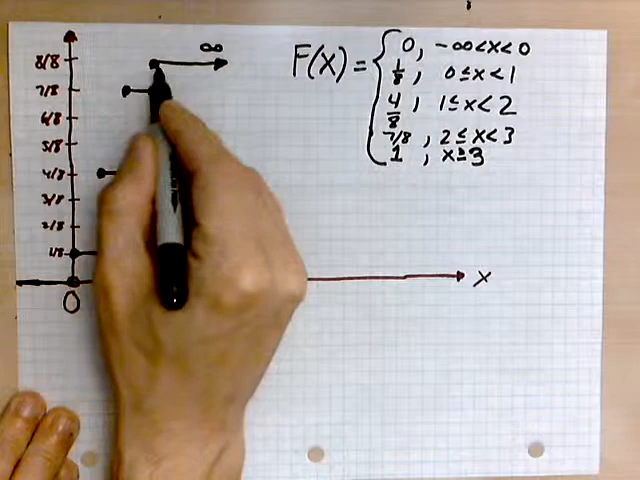 8/8
7/8
6/8
5/8
4/8
3/8
2/8
1/8
0
∞
X
F(X) = { 0, -∞<x<0
1/8, 0≤x<1
4/8, 1≤x<2
7/8, 2≤x<3
1, x≥3